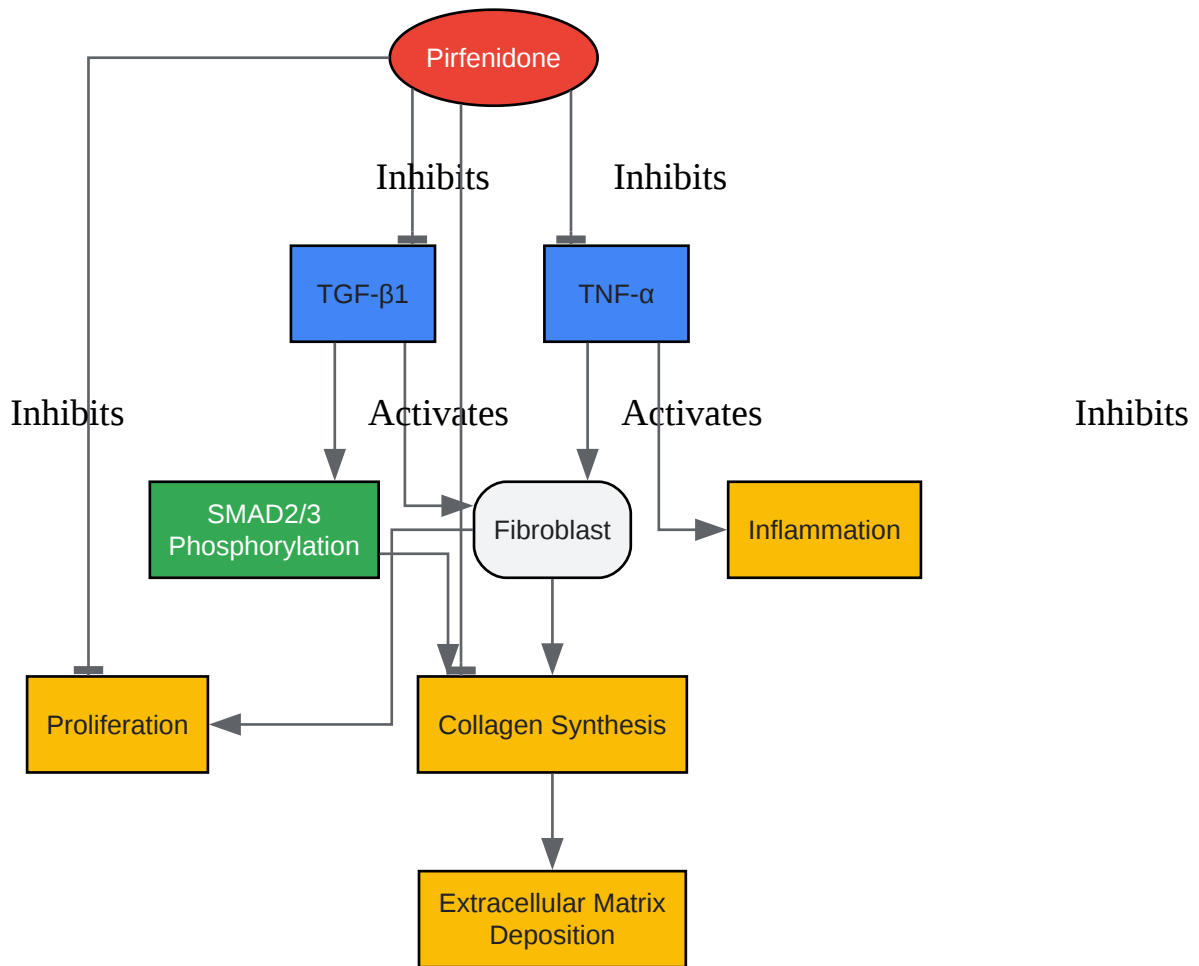 Pirfenidone
Inhibits
Inhibits
TGF-β1
TNF-α
Inhibits
Activates
Activates
Inhibits
SMAD2/3
Phosphorylation
Fibroblast
Inflammation
Proliferation
Collagen Synthesis
Extracellular Matrix
Deposition